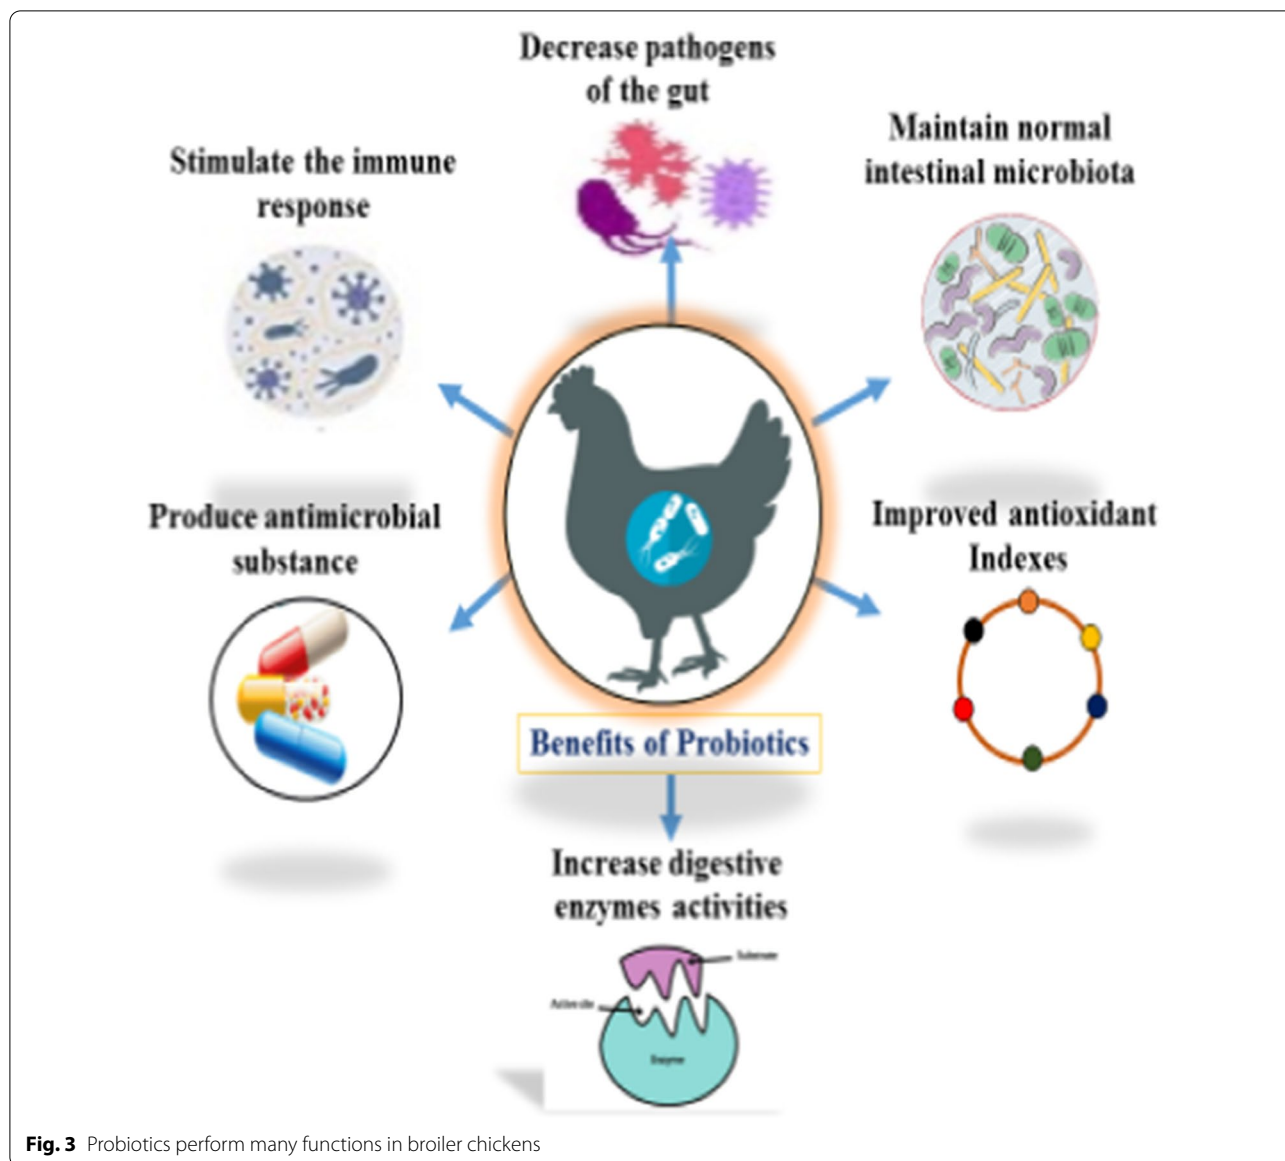 Decrease pathogens
of the gut
Maintain normal
intestinal microbiota
Stimulate the immune
response
Produce antimicrobial
substance
Improved antioxidant
Indexes
Benefits of Probiotics
Increase digestive
enzymes activities
Substrate
Active site
Enzyme
Fig. 3 Probiotics perform many functions in broiler chickens